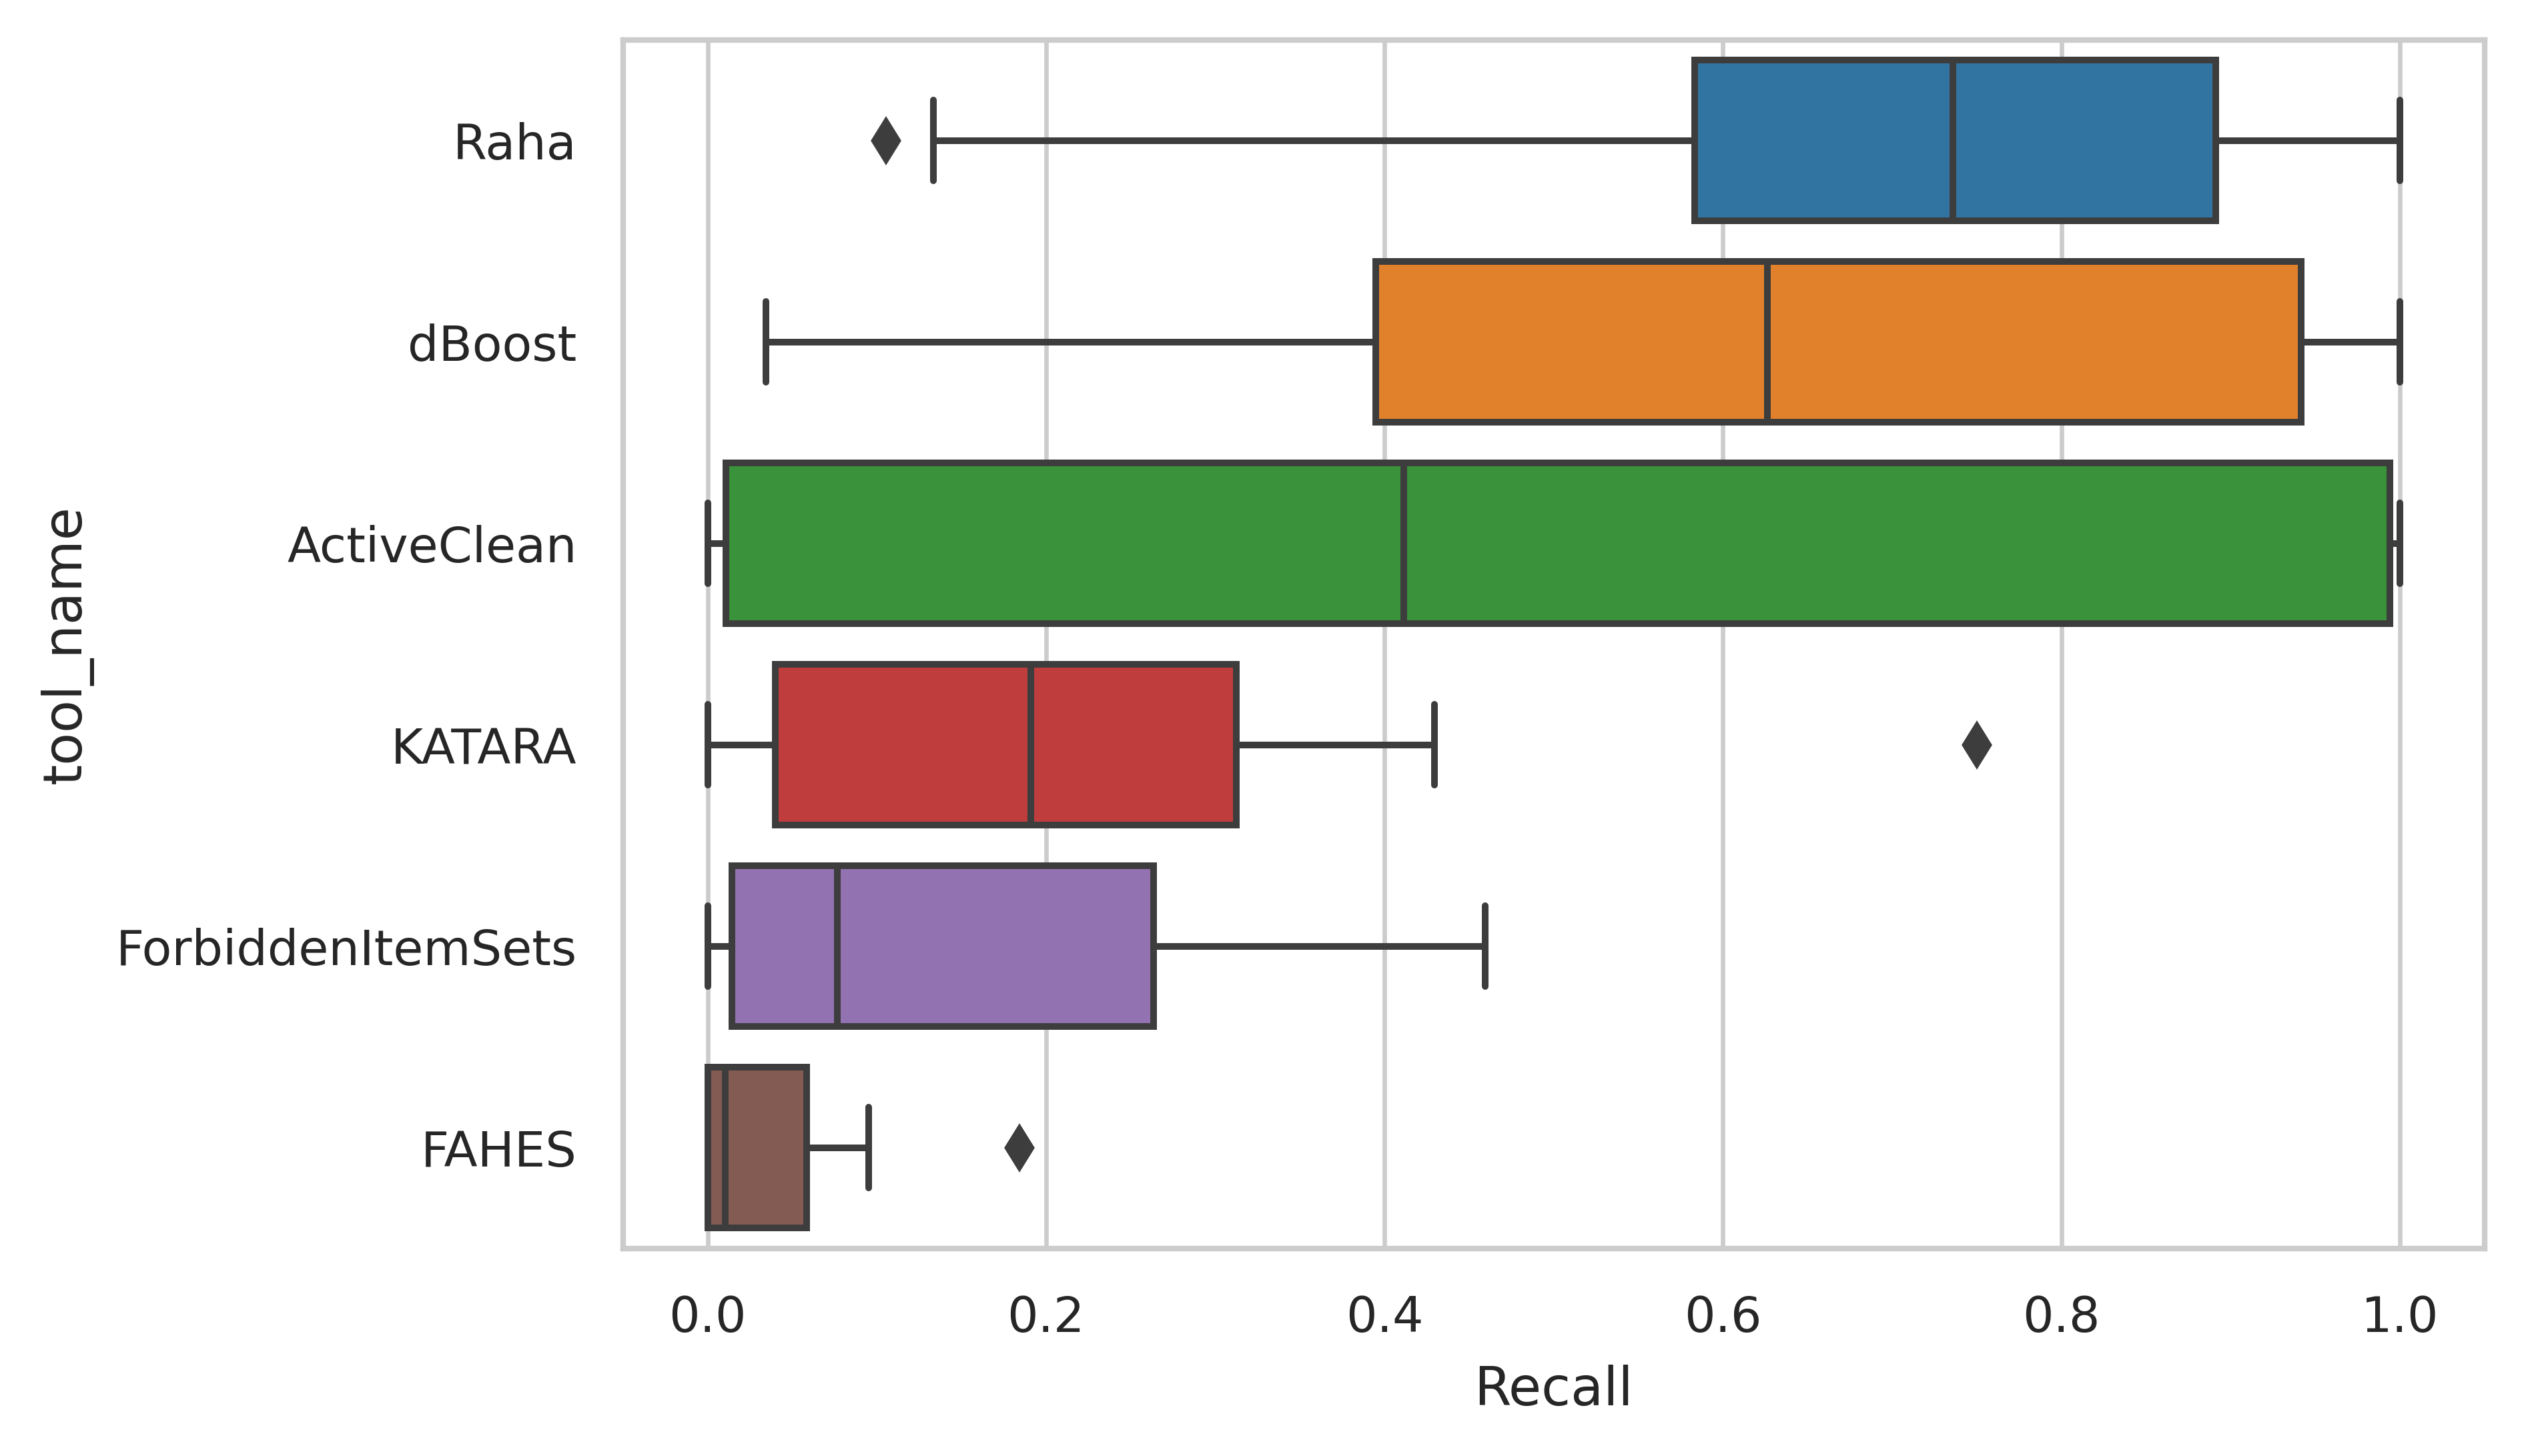 Raha
dBoost
ActiveClean
KATARA
ForbiddenItemSets
FAHES
tool_name
0.0 0.2 0.4 0.6 0.8 1.0
Recall